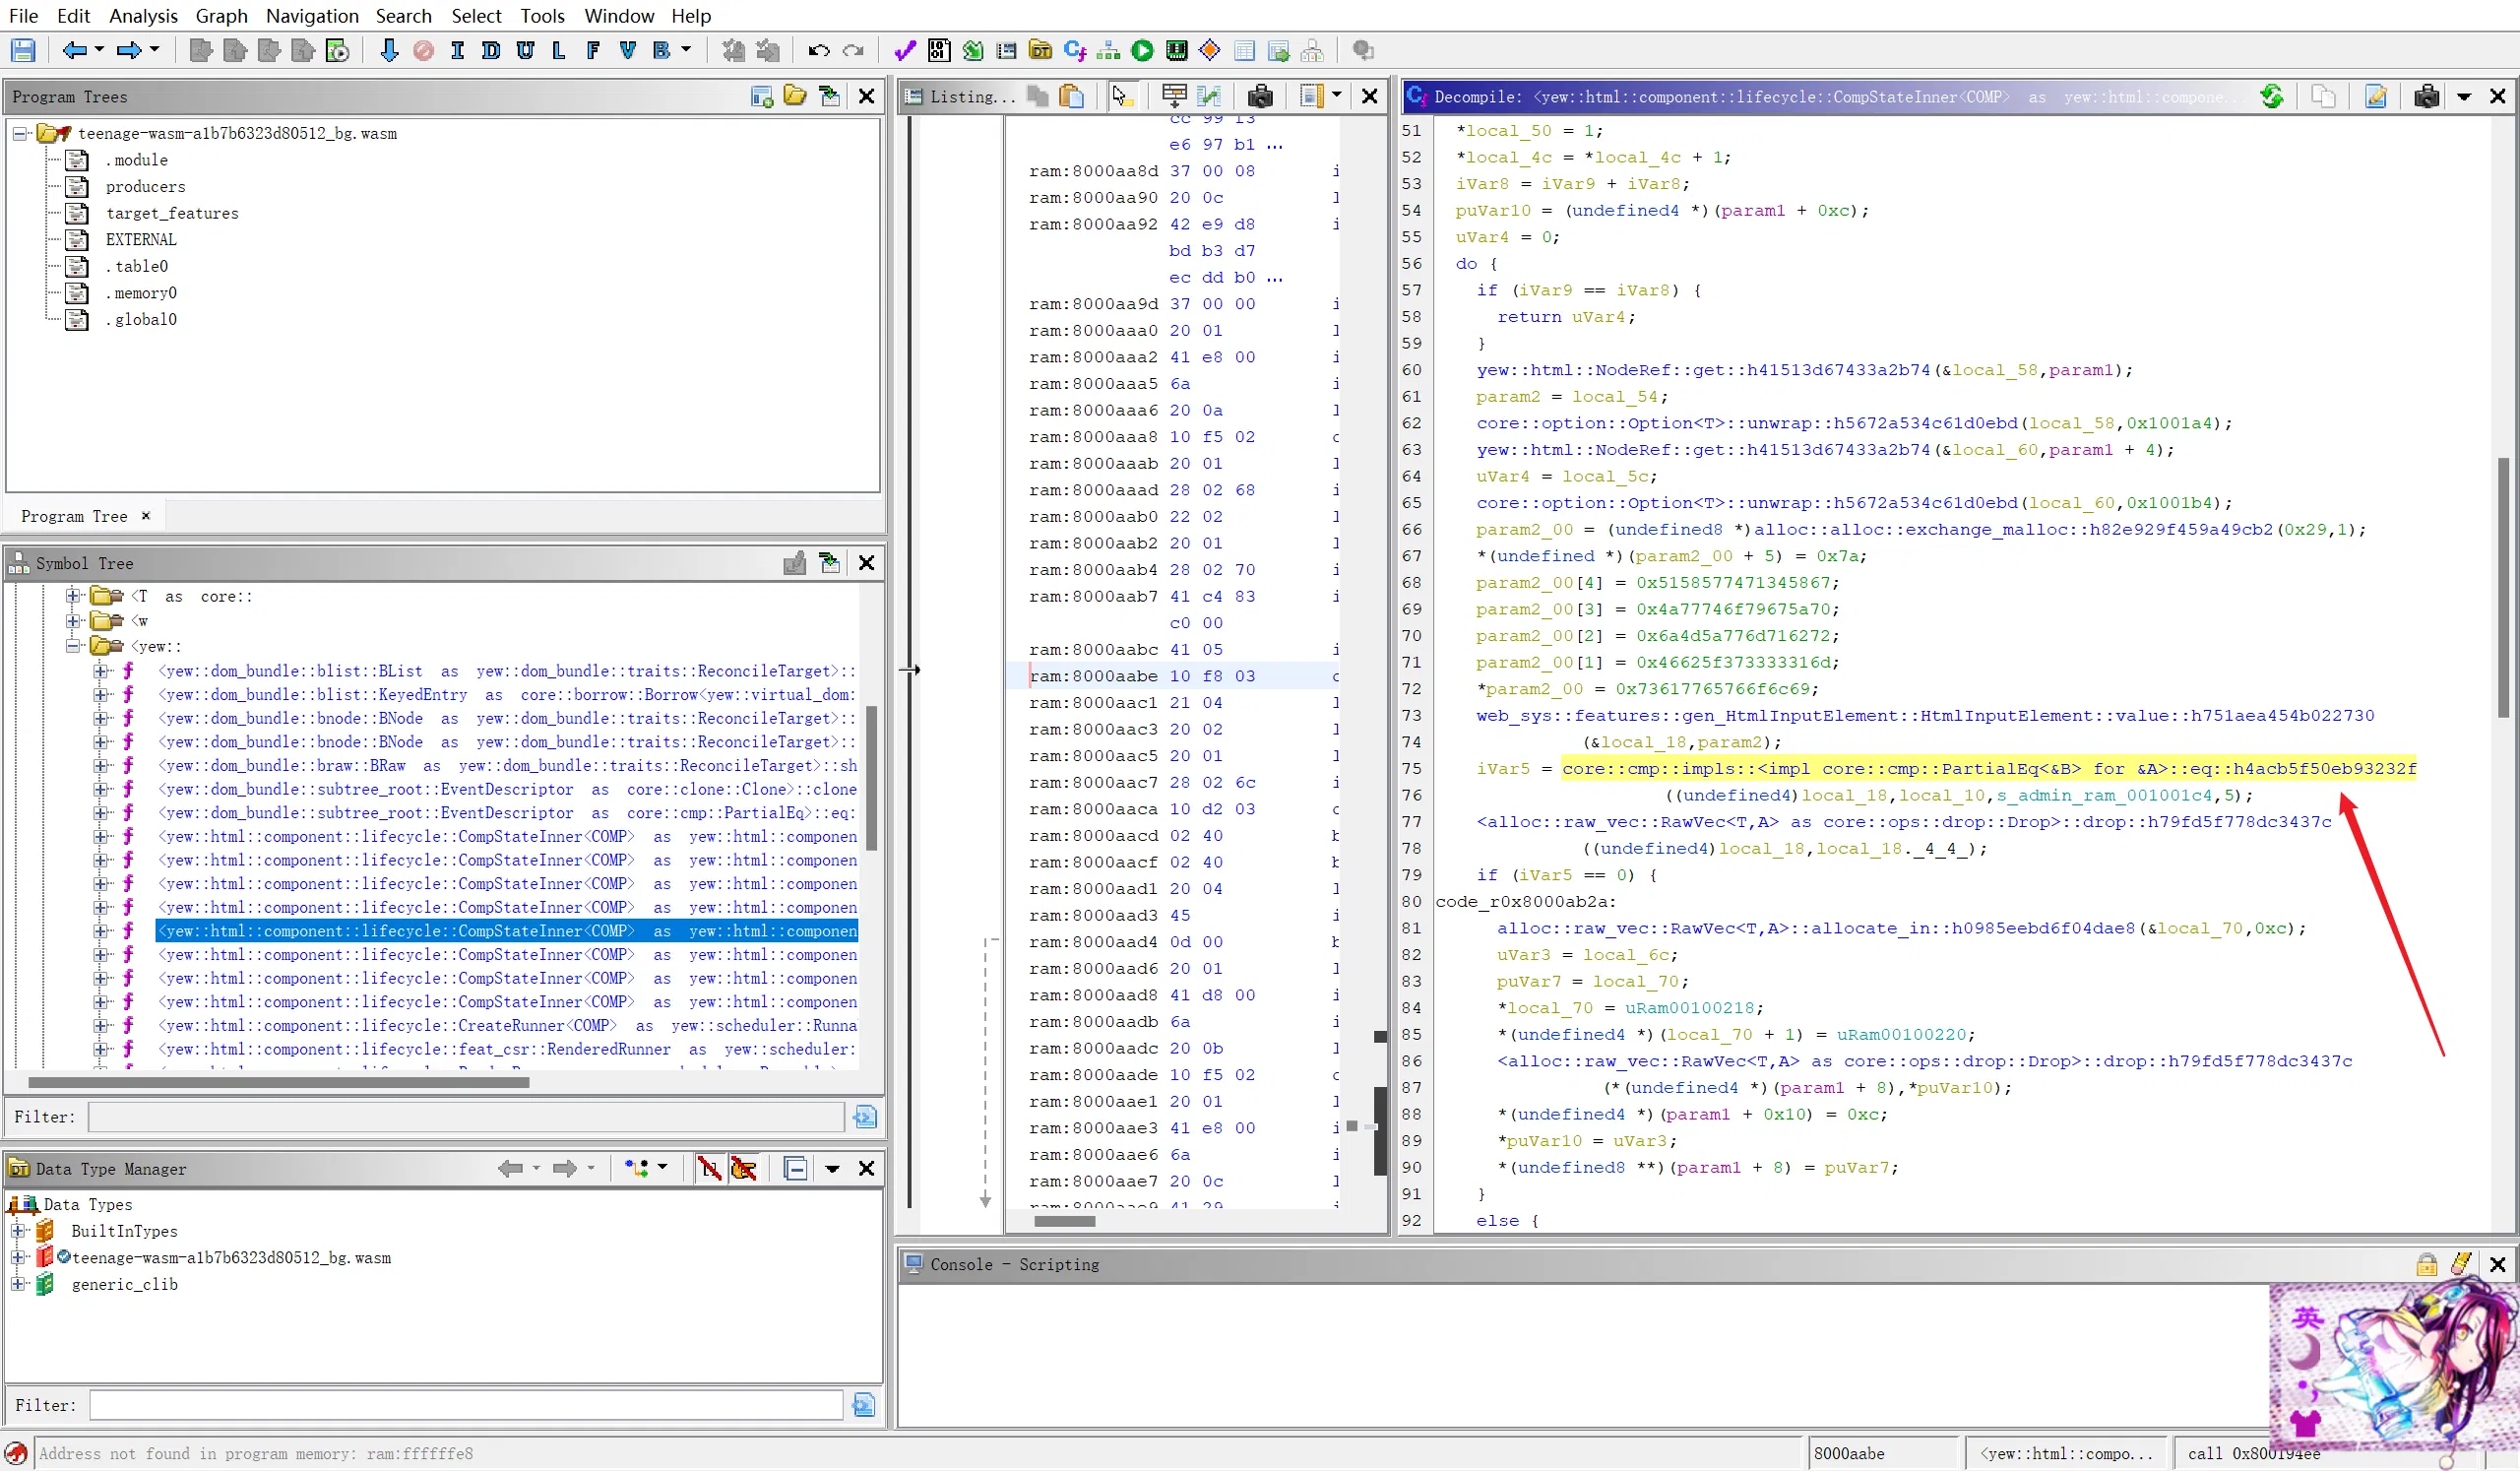 File Edit Analysis Graph Navigation Search Select Tools Window Help
I D U L F V B
Program Trees
teenage-wasm-a1b7b6323d80512_bg.wasm
.module
producers
target_features
EXTERNAL
.table0
.memory0
.global0
Program Tree
Symbol Tree
<T as core::
<w
<yew::
<yew::dom_bundle::blist::BList as yew::dom_bundle::traits::ReconcileTarget>::
<yew::dom_bundle::blist::KeyedEntry as core::borrow::Borrow<yew::virtual_dom:
<yew::dom_bundle::bnode::BNode as yew::dom_bundle::traits::ReconcileTarget>::
<yew::dom_bundle::bnode::BNode as yew::dom_bundle::traits::ReconcileTarget>::
<yew::dom_bundle::braw::BRaw as yew::dom_bundle::traits::ReconcileTarget>::sh
<yew::dom_bundle::subtree_root::EventDescriptor as core::clone::Clone>::clone
<yew::dom_bundle::subtree_root::EventDescriptor as core::cmp::PartialEq>::eq:
<yew::html::component::lifecycle::CompStateInner<COMP> as yew::html::componen
<yew::html::component::lifecycle::CompStateInner<COMP> as yew::html::componen
<yew::html::component::lifecycle::CompStateInner<COMP> as yew::html::componen
<yew::html::component::lifecycle::CompStateInner<COMP> as yew::html::componen
<yew::html::component::lifecycle::CompStateInner<COMP> as yew::html::componen
<yew::html::component::lifecycle::CompStateInner<COMP> as yew::html::componen
<yew::html::component::lifecycle::CompStateInner<COMP> as yew::html::componen
<yew::html::component::lifecycle::CompStateInner<COMP> as yew::html::componen
<yew::html::component::lifecycle::CreateRunner<COMP> as yew::scheduler::Runna
<yew::html::component::lifecycle::feat_csr::RenderedRunner as yew::scheduler:
Filter:
Data Type Manager
Data Types
BuiltInTypes
teenage-wasm-a1b7b6323d80512_bg.wasm
generic_clib
Filter:
Listing...
cc 99 f3
e6 97 b1 ...
ram:8000aa8d 37 00 08 i
ram:8000aa90 20 0c l
ram:8000aa92 42 e9 d8 i
bd b3 d7
ec dd b0 ...
ram:8000aa9d 37 00 00 i
ram:8000aaa0 20 01 l
ram:8000aaa2 41 e8 00 i
ram:8000aaa5 6a i
ram:8000aaa6 20 0a l
ram:8000aaa8 10 f5 02 c
ram:8000aaab 20 01 l
ram:8000aaad 28 02 68 i
ram:8000aab0 22 02 l
ram:8000aab2 20 01 l
ram:8000aab4 28 02 70 i
ram:8000aab7 41 c4 83 i
c0 00
ram:8000aabc 41 05 i
ram:8000aabe 10 f8 03 c
ram:8000aac1 21 04 l
ram:8000aac3 20 02 l
ram:8000aac5 20 01 l
ram:8000aac7 28 02 6c i
ram:8000aaca 10 d2 03 c
ram:8000aacd 02 40 b
ram:8000aacf 02 40 b
ram:8000aad1 20 04 l
ram:8000aad3 45 i
ram:8000aad4 0d 00 b
ram:8000aad6 20 01 l
ram:8000aad8 41 d8 00 i
ram:8000aadb 6a i
ram:8000aadc 20 0b l
ram:8000aade 10 f5 02 c
ram:8000aae1 20 01 l
ram:8000aae3 41 e8 00 i
ram:8000aae6 6a i
ram:8000aae7 20 0c l
ram:8000aae9 41 29 i
Decompile: <yew::html::component::lifecycle::CompStateInner<COMP> as yew::html::compone...
51 *local_50 = 1;
52 *local_4c = *local_4c + 1;
53 iVar8 = iVar9 + iVar8;
54 puVar10 = (undefined4 *)(param1 + 0xc);
55 uVar4 = 0;
56 do {
57 if (iVar9 == iVar8) {
58 return uVar4;
59 }
60 yew::html::NodeRef::get::h41513d67433a2b74(&local_58,param1);
61 param2 = local_54;
62 core::option::Option<T>::unwrap::h5672a534c61d0ebd(local_58,0x1001a4);
63 yew::html::NodeRef::get::h41513d67433a2b74(&local_60,param1 + 4);
64 uVar4 = local_5c;
65 core::option::Option<T>::unwrap::h5672a534c61d0ebd(local_60,0x1001b4);
66 param2_00 = (undefined8 *)alloc::alloc::exchange_malloc::h82e929f459a49cb2(0x29,1);
67 *(undefined *)(param2_00 + 5) = 0x7a;
68 param2_00[4] = 0x5158577471345867;
69 param2_00[3] = 0x4a77746f79675a70;
70 param2_00[2] = 0x6a4d5a776d716272;
71 param2_00[1] = 0x46625f373333316d;
72 *param2_00 = 0x73617765766f6c69;
73 web_sys::features::gen_HtmlInputElement::HtmlInputElement::value::h751aea454b022730
74 (&local_18,param2);
75 iVar5 = core::cmp::impls::<impl core::cmp::PartialEq<&B> for &A>::eq::h4acb5f50eb93232f
76 ((undefined4)local_18,local_10,s_admin_ram_001001c4,5);
77 <alloc::raw_vec::RawVec<T,A> as core::ops::drop::Drop>::drop::h79fd5f778dc3437c
78 ((undefined4)local_18,local_18._4_4_);
79 if (iVar5 == 0) {
80 code_r0x8000ab2a:
81 alloc::raw_vec::RawVec<T,A>::allocate_in::h0985eebd6f04dae8(&local_70,0xc);
82 uVar3 = local_6c;
83 puVar7 = local_70;
84 *local_70 = uRam00100218;
85 *(undefined4 *)(local_70 + 1) = uRam00100220;
86 <alloc::raw_vec::RawVec<T,A> as core::ops::drop::Drop>::drop::h79fd5f778dc3437c
87 (*(undefined4 *)(param1 + 8),*puVar10);
88 *(undefined4 *)(param1 + 0x10) = 0xc;
89 *puVar10 = uVar3;
90 *(undefined8 **)(param1 + 8) = puVar7;
91 }
92 else {
Console - Scripting
英
Address not found in program memory: ram:ffffffe8
8000aabe
<yew::html::compo...
call 0x800194ee